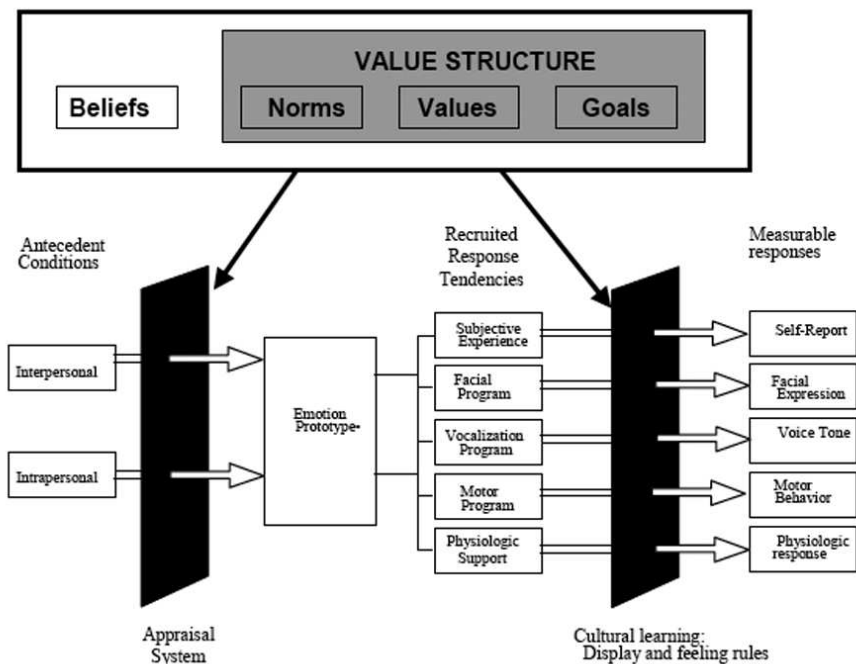 VALUE STRUCTURE
Beliefs
Norms
Values
Goals
Antecedent
Conditions
Recruited
Response
Tendencies
Measurable
responses
Interpersonal
Intrapersonal
Emotion
Prototype-
Subjective
Experience
Facial
Program
Vocalization
Program
Motor
Program
Physiologic
Support
Self-Report
Facial
Expression
Voice Tone
Motor
Behavior
Physiologic
response
Appraisal
System
Cultural learning:
Display and feeling rules